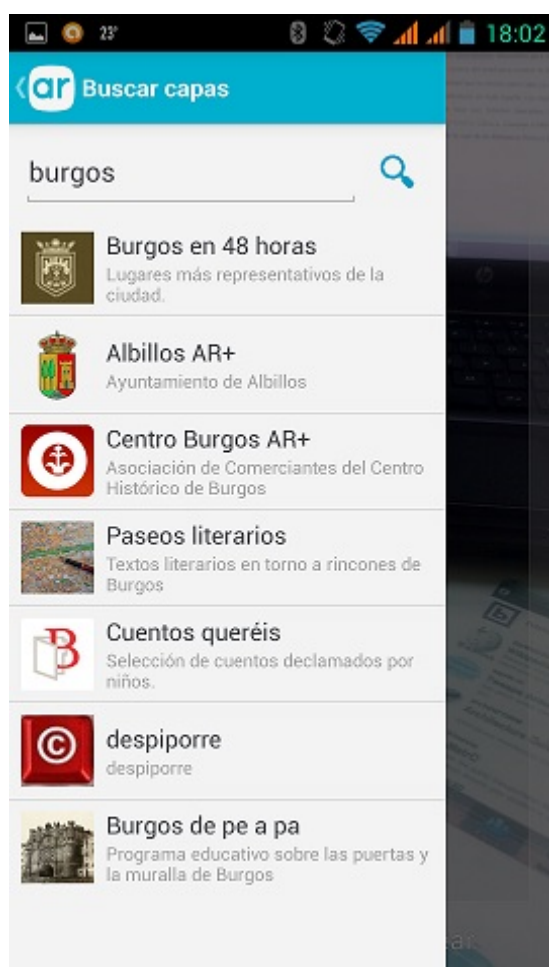 23°
18:02
ar Buscar capas
burgos
Burgos en 48 horas
Lugares más representativos de la
ciudad.
Albillos AR+
Ayuntamiento de Albillos
Centro Burgos AR+
Asociación de Comerciantes del Centro
Histórico de Burgos
Paseos literarios
Textos literarios en torno a rincones de
Burgos
Cuentos queréis
Selección de cuentos declamados por
niños.
despiporre
despiporre
Burgos de pe a pa
Programa educativo sobre las puertas y
la muralla de Burgos